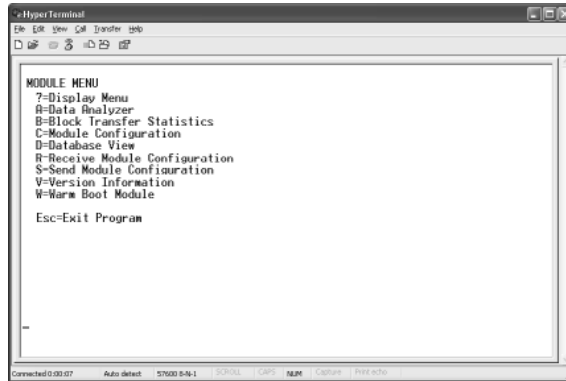 HyperTerminal
File Edit View Call Transfer Help
MODULE MENU
?=Display Menu
A=Data Analyzer
B=Block Transfer Statistics
C=Module Configuration
D=Database View
R=Receive Module Configuration
S=Send Module Configuration
V=Version Information
W=Warm Boot Module
Esc=Exit Program
Connected 0:00:07 Auto detect 57600 8-N-1 SCROLL CAPS NUM Capture Print echo